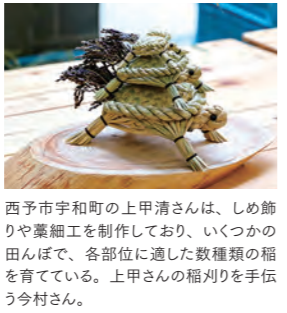 西予市宇和町の上甲清さんは、しめ飾
りや藁細工を制作しており、いくつかの
田んぼで、各部位に適した数種類の稲
を育てている。上甲さんの稲刈りを手伝
う今村さん。